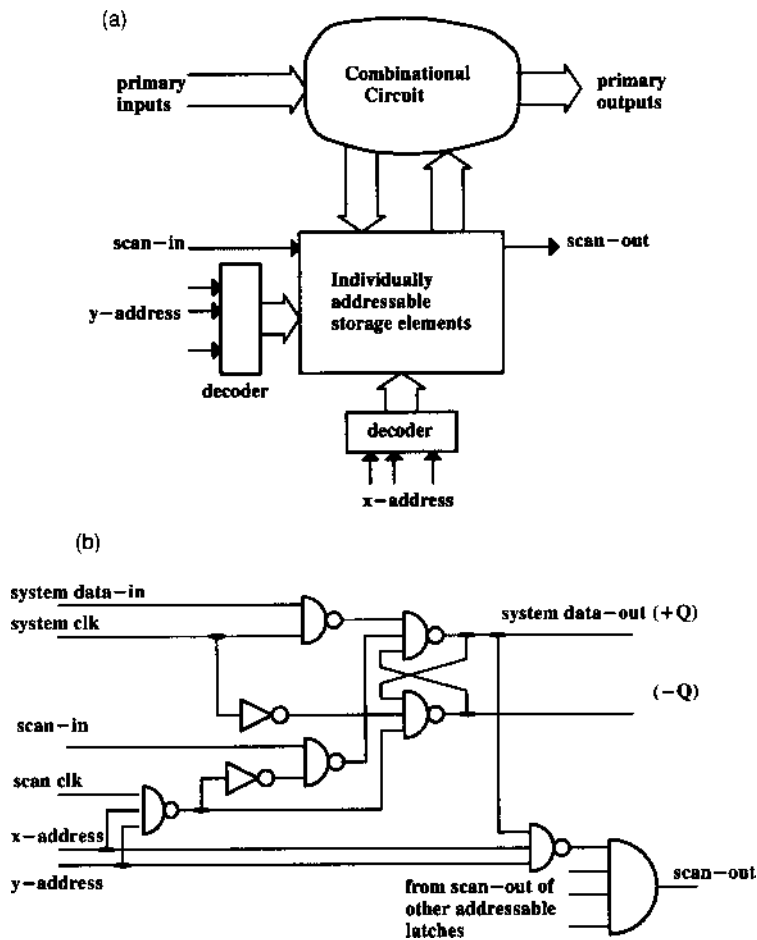 (a)
Combinational
Circuit
primary
inputs
primary
outputs
scan-in
scan-out
Individually
addressable
storage elements
y-address
decoder
decoder
x-address
(b)
system data-in
system clk
system data-out (+Q)
(-Q)
scan-in
scan clk
x-address
y-address
scan-out
from scan-out of
other addressable
latches